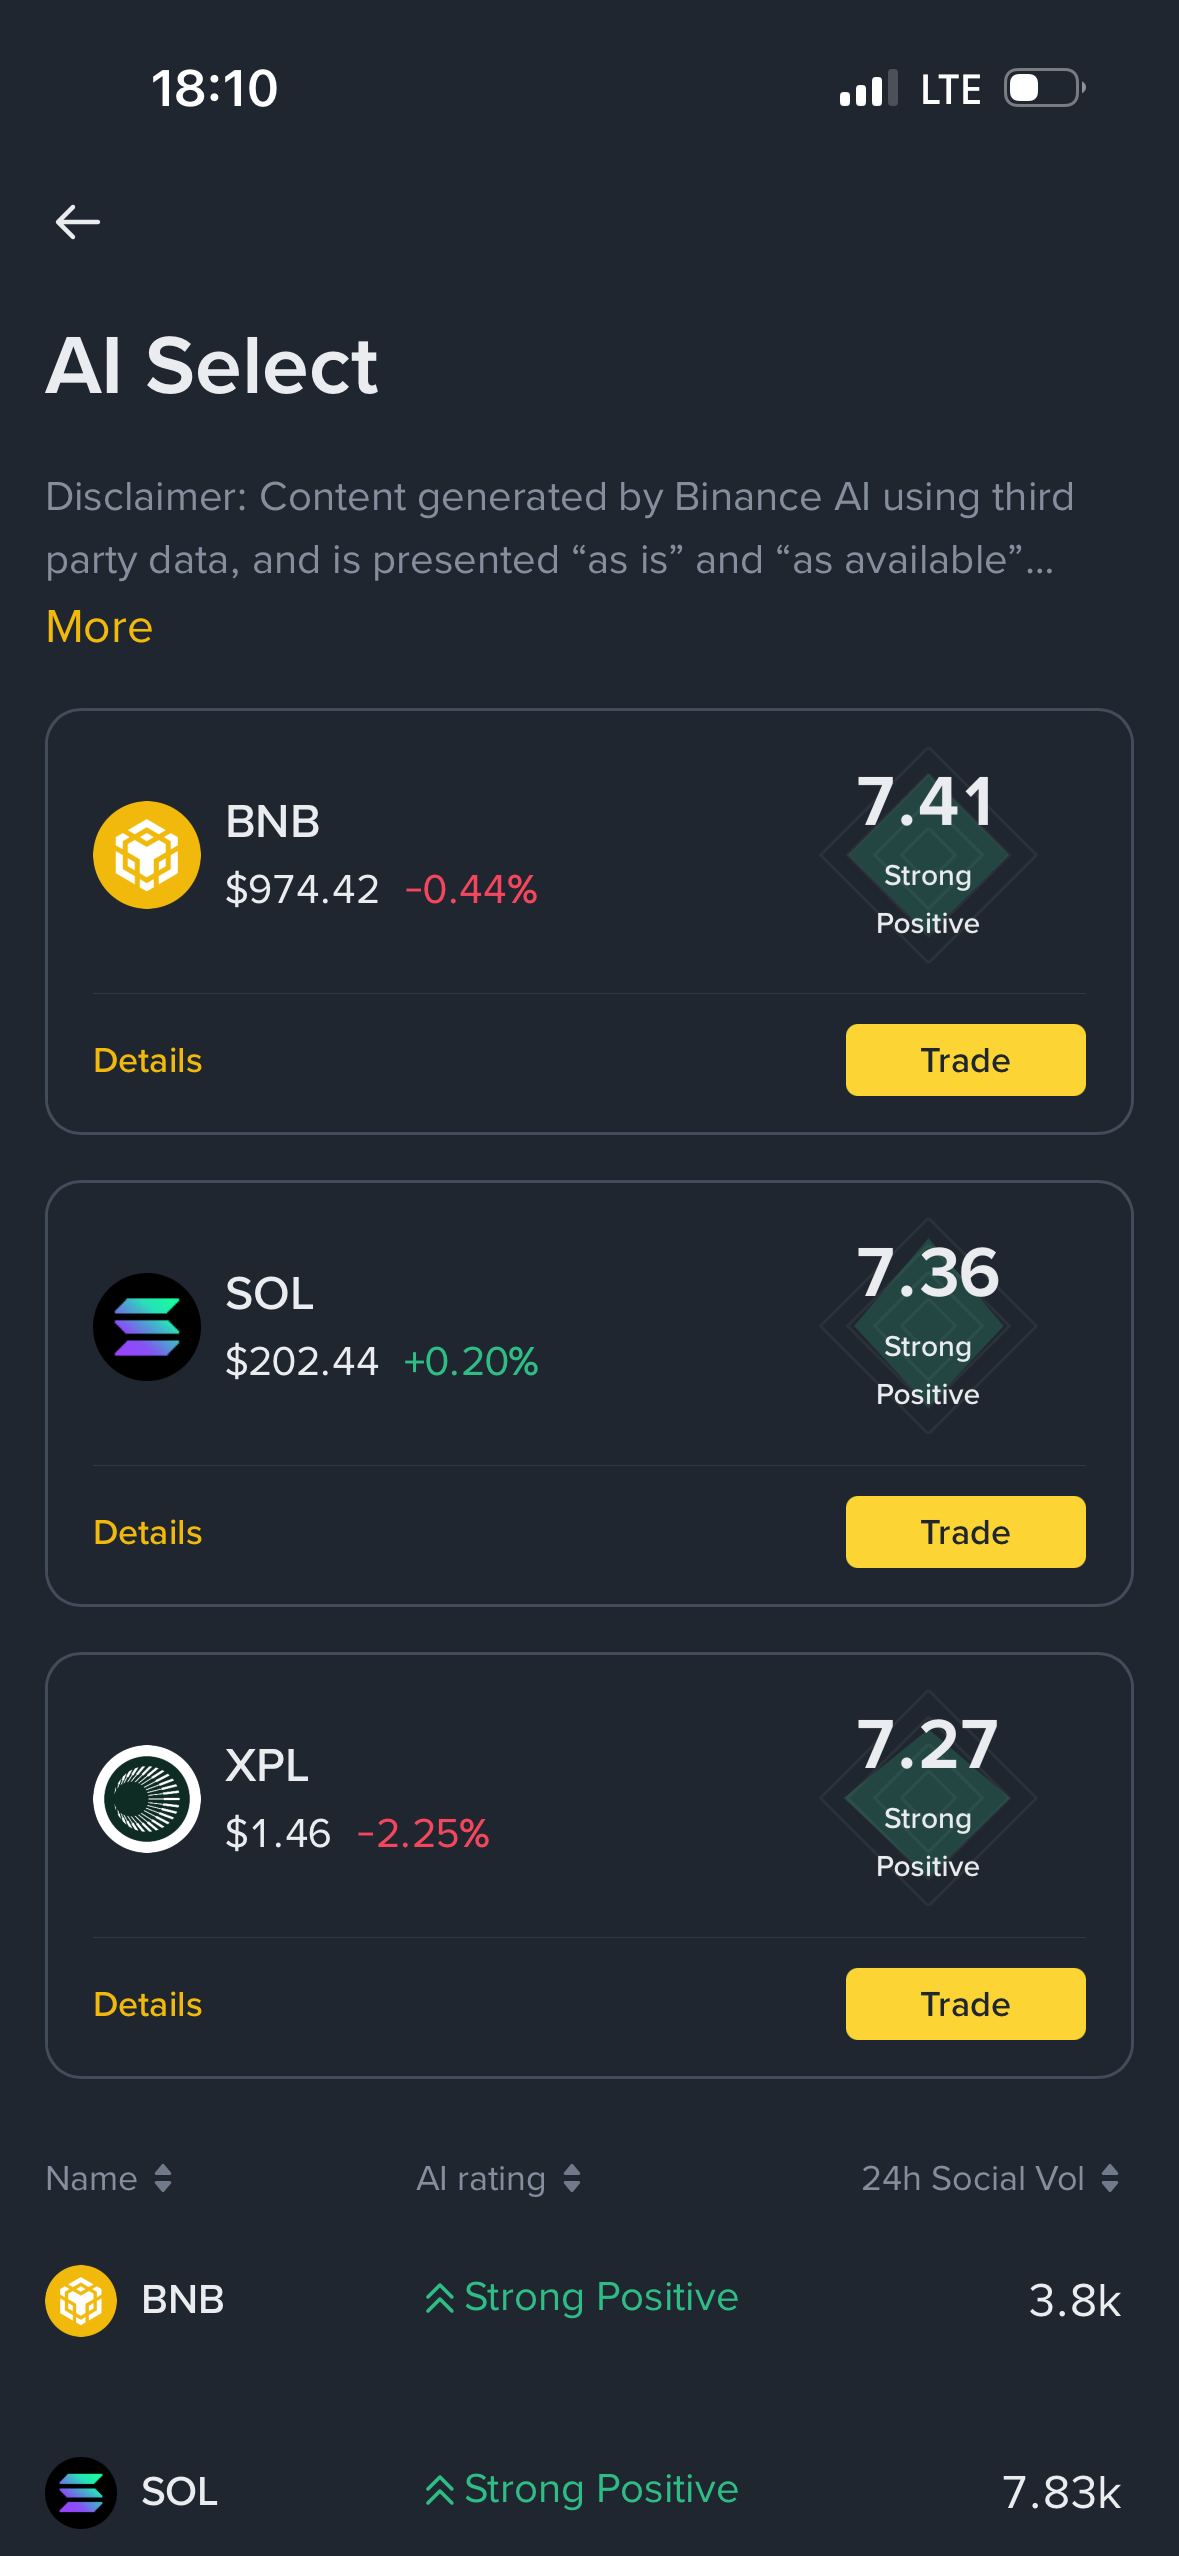 18:10
LTE
AI Select
Disclaimer: Content generated by Binance AI using third
party data, and is presented “as is” and “as available”...
More
BNB
$974.42 -0.44%
7.41
Strong
Positive
Details
Trade
SOL
$202.44 +0.20%
7.36
Strong
Positive
Details
Trade
XPL
$1.46 -2.25%
7.27
Strong
Positive
Details
Trade
Name AI rating 24h Social Vol
BNB Strong Positive 3.8k
SOL Strong Positive 7.83k